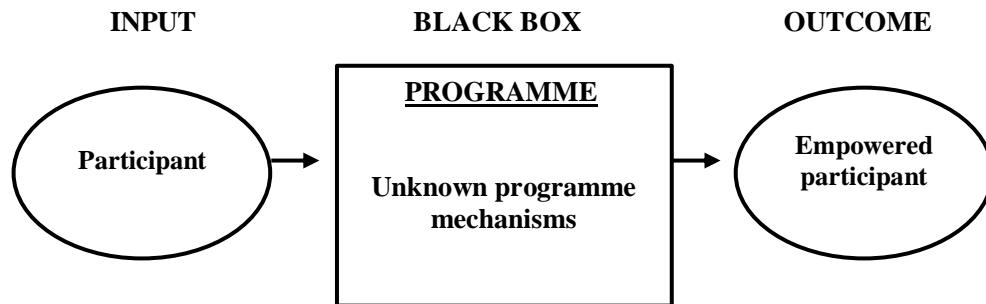 INPUT
BLACK BOX
OUTCOME
Participant
PROGRAMME
Unknown programme
mechanisms
Empowered
participant